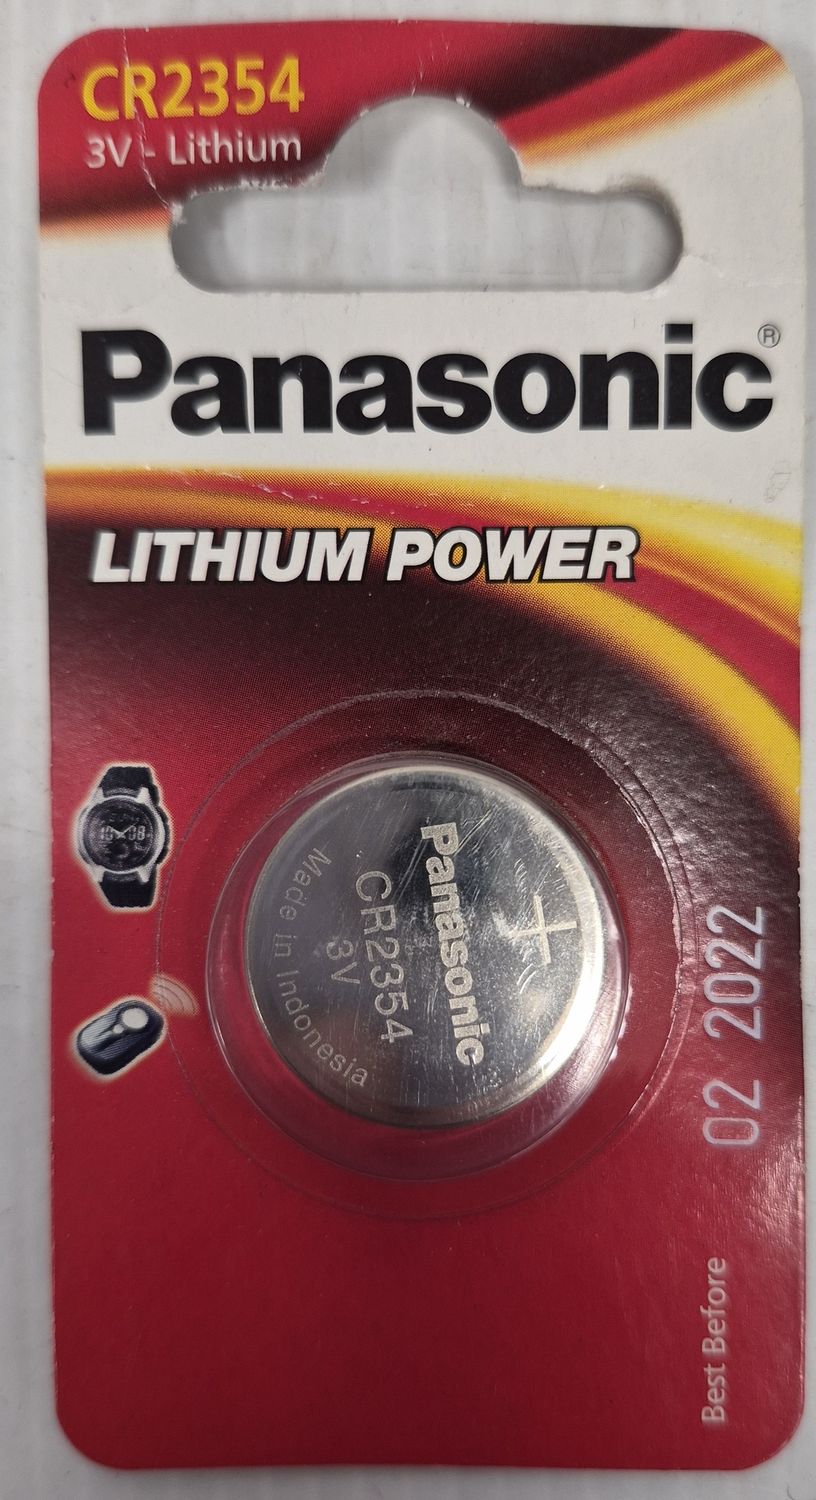 CR2354
3V - Lithium
Panasonic®
LITHIUM POWER
+
Panasonic
CR2354
3V
Made in Indonesia
02 2022
Best Before